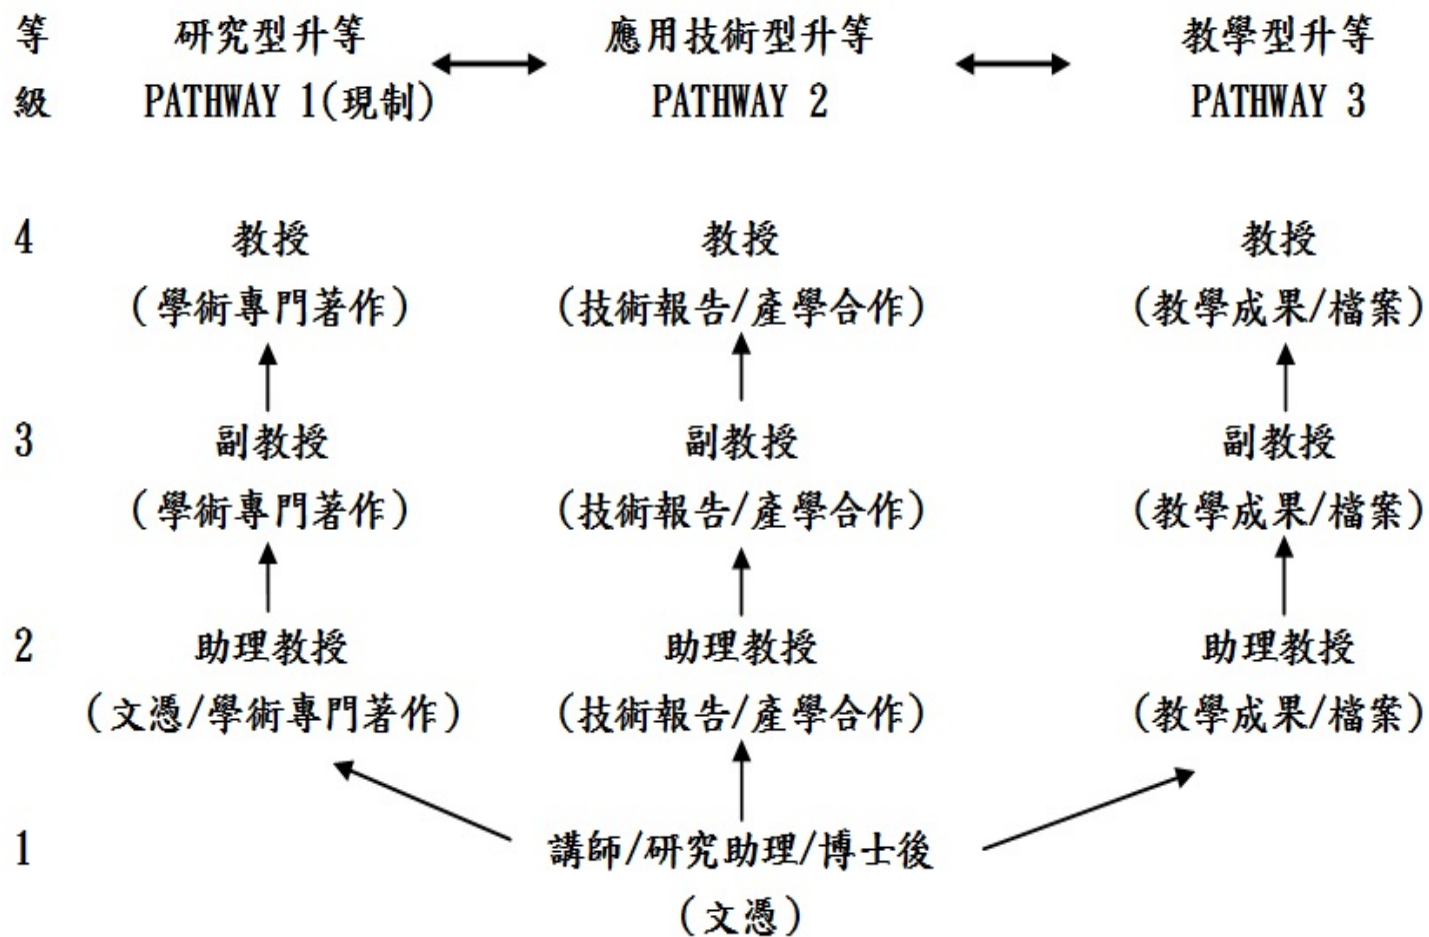 等 研究型升等 應用技術型升等 教學型升等
級 PATHWAY 1(現制) PATHWAY 2 PATHWAY 3
4 教授 教授 教授
(學術專門著作) (技術報告/產學合作) (教學成果/檔案)
3 副教授 副教授 副教授
(學術專門著作) (技術報告/產學合作) (教學成果/檔案)
2 助理教授 助理教授 助理教授
(文憑/學術專門著作) (技術報告/產學合作) (教學成果/檔案)
1 講師/研究助理/博士後
(文憑)